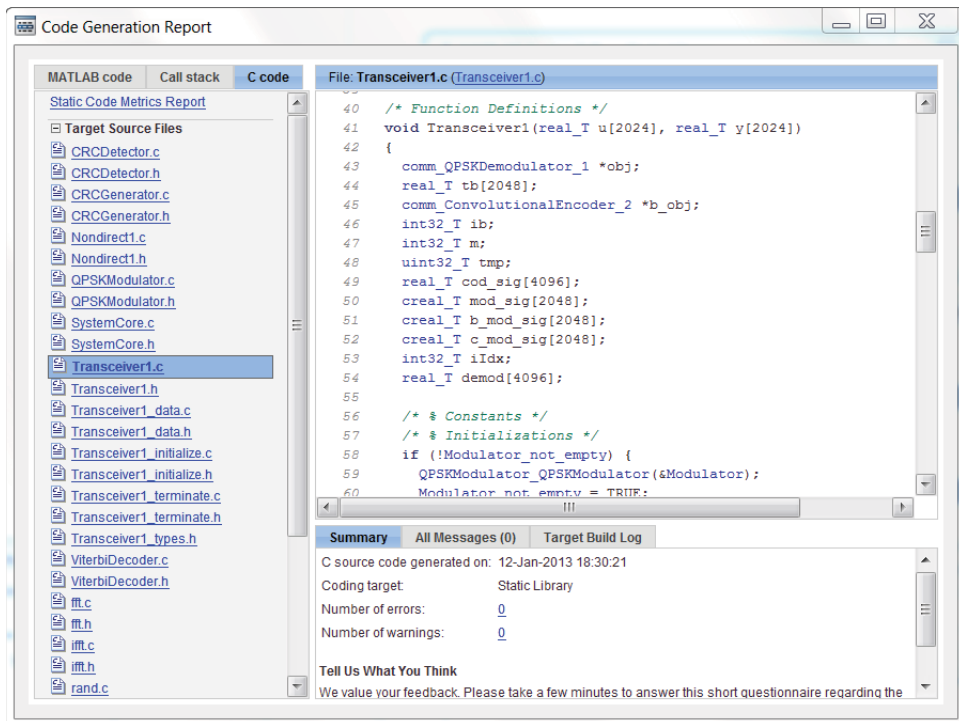 Code Generation Report
MATLAB code Call stack C code
Static Code Metrics Report
Target Source Files
CRCDetector.c
CRCDetector.h
CRCGenerator.c
CRCGenerator.h
Nondirect1.c
Nondirect1.h
QPSKModulator.c
QPSKModulator.h
SystemCore.c
SystemCore.h
Transceiver1.c
Transceiver1.h
Transceiver1_data.c
Transceiver1_data.h
Transceiver1_initialize.c
Transceiver1_initialize.h
Transceiver1_terminate.c
Transceiver1_terminate.h
Transceiver1_types.h
ViterbiDecoder.c
ViterbiDecoder.h
fft.c
fft.h
ifft.c
ifft.h
rand.c
File: Transceiver1.c (Transceiver1.c)
40 /* Function Definitions */
41 void Transceiver1(real_T u[2024], real_T y[2024])
42 {
43 comm_QPSKDemodulator_1 *obj;
44 real_T tb[2048];
45 comm_ConvolutionalEncoder_2 *b_obj;
46 int32_T ib;
47 int32_T m;
48 uint32_T tmp;
49 real_T cod_sig[4096];
50 creal_T mod_sig[2048];
51 creal_T b_mod_sig[2048];
52 creal_T c_mod_sig[2048];
53 int32_T iIdx;
54 real_T demod[4096];
55
56 /* % Constants */
57 /* % Initializations */
58 if (!Modulator_not_empty) {
59 QPSKModulator_QPSKModulator(&Modulator);
60 Modulator_not_empty = TRUE;
Summary All Messages (0) Target Build Log
C source code generated on: 12-Jan-2013 18:30:21
Coding target: Static Library
Number of errors: 0
Number of warnings: 0
Tell Us What You Think
We value your feedback. Please take a few minutes to answer this short questionnaire regarding the